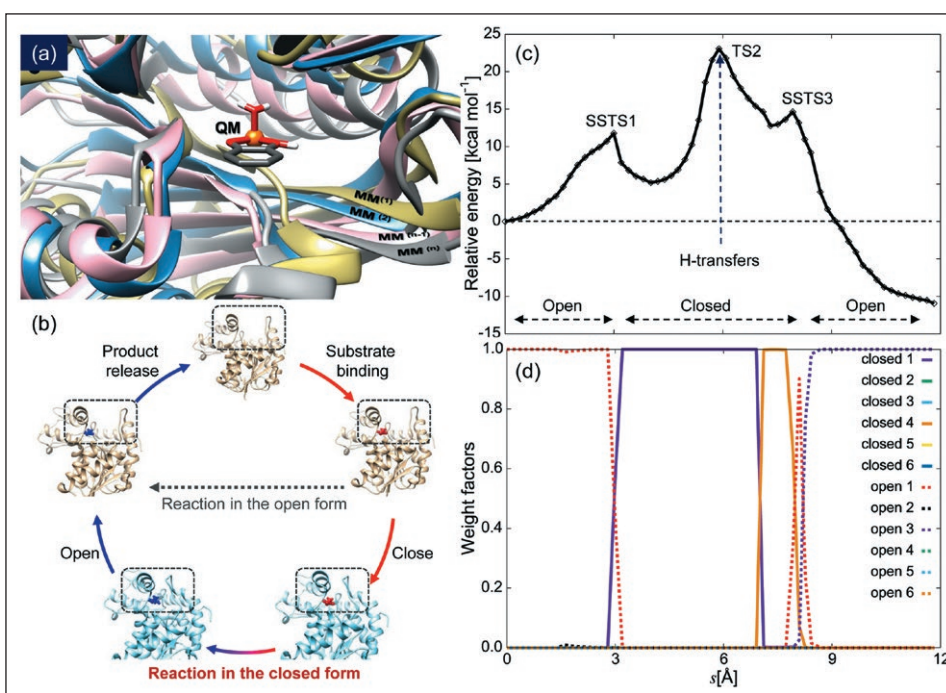 (a)
QM
MM(1)
MM(2)
MM(n-1)
MM(n)
(b)
Product
release
Substrate
binding
Reaction in the open form
Open
Close
Reaction in the closed form
(c)
Relative energy [kcal mol⁻¹]
25
20
15
10
5
0
-5
-10
-15
SSTS1
TS2
SSTS3
H-transfers
Open
Closed
Open
(d)
Weight factors
1.0
0.8
0.6
0.4
0.2
0.0
closed 1
closed 2
closed 3
closed 4
closed 5
closed 6
open 1
open 2
open 3
open 4
open 5
open 6
0
3
6
9
12
s[Å]